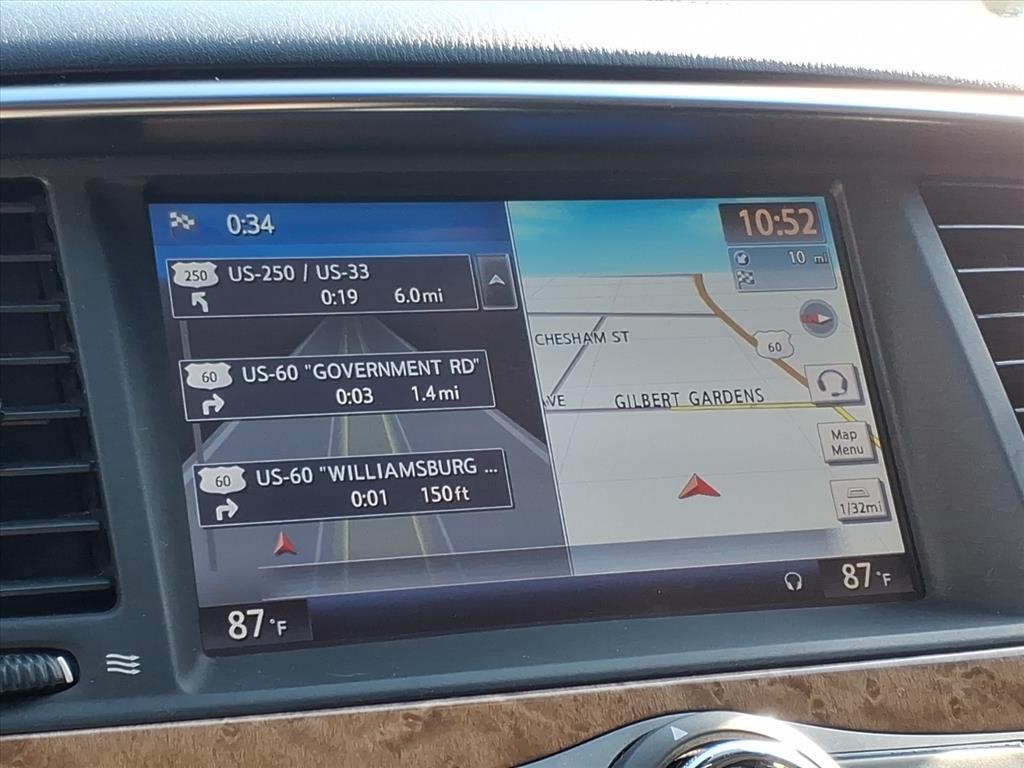 0:34
250 US-250 / US-33
0:19 6.0mi
60 US-60 "GOVERNMENT RD"
0:03 1.4mi
60 US-60 "WILLIAMSBURG ...
0:01 150ft
87°F
10:52
10 mi
CHESHAM ST
60
AVE GILBERT GARDENS
Map
Menu
1/32mi
87°F